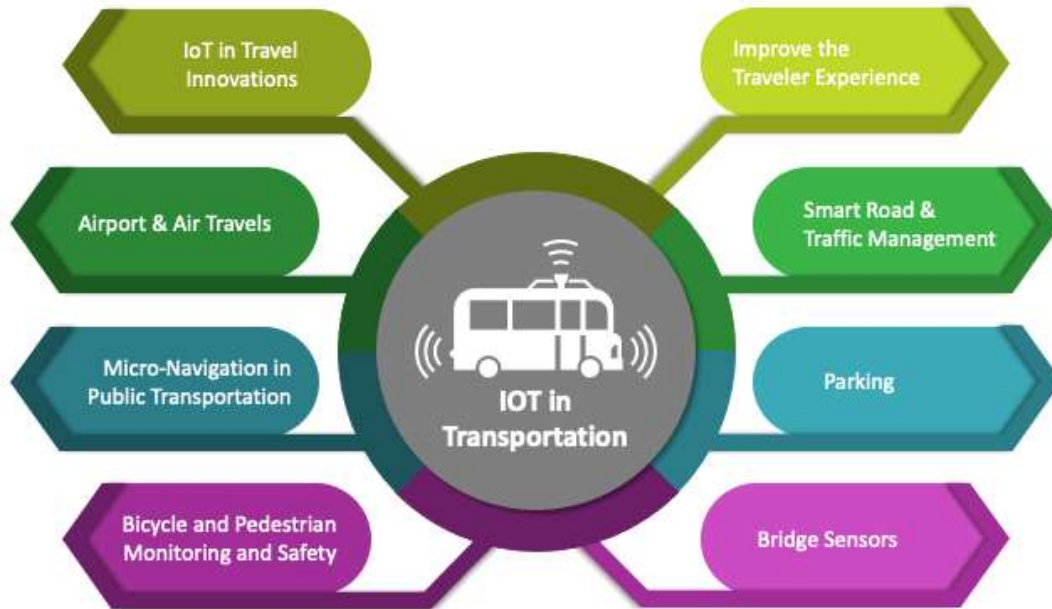 IoT in Travel
Innovations
Improve the
Traveler Experience
Airport & Air Travels
Smart Road &
Traffic Management
Micro-Navigation in
Public Transportation
Parking
IOT in
Transportation
Bicycle and Pedestrian
Monitoring and Safety
Bridge Sensors